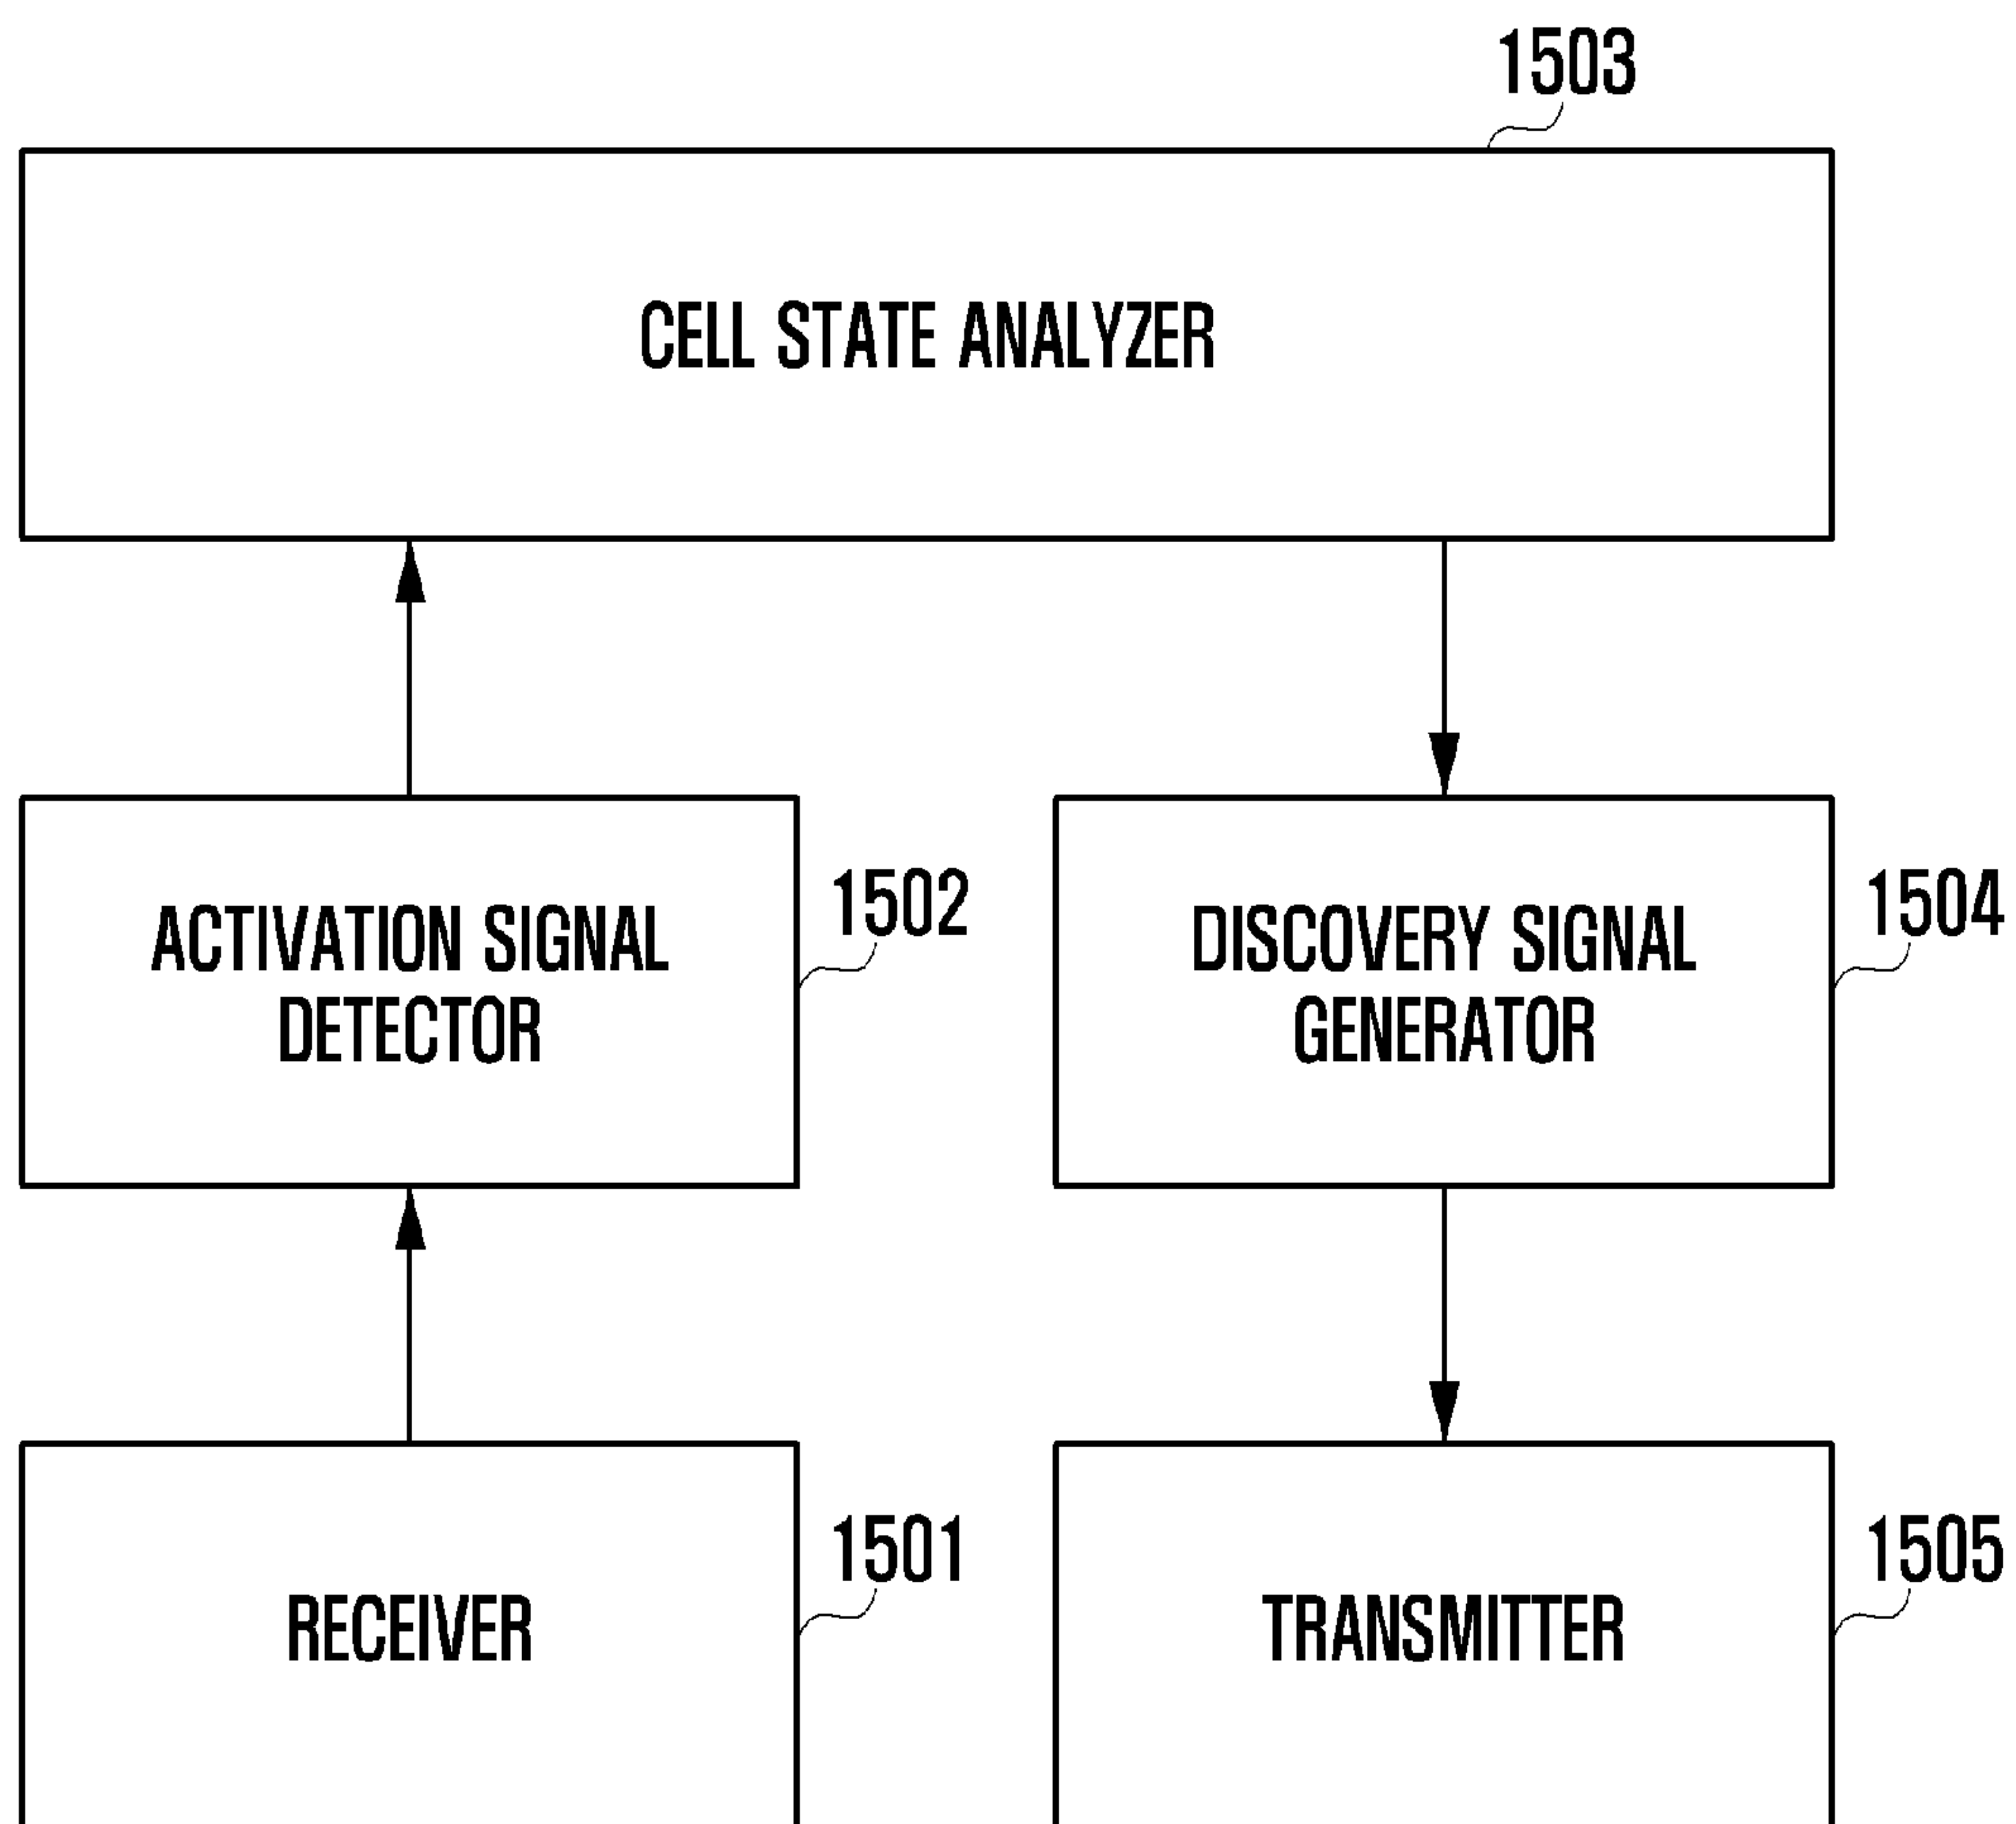 1503
CELL STATE ANALYZER
ACTIVATION SIGNAL
DETECTOR
1502
DISCOVERY SIGNAL
GENERATOR
1504
RECEIVER
1501
TRANSMITTER
1505